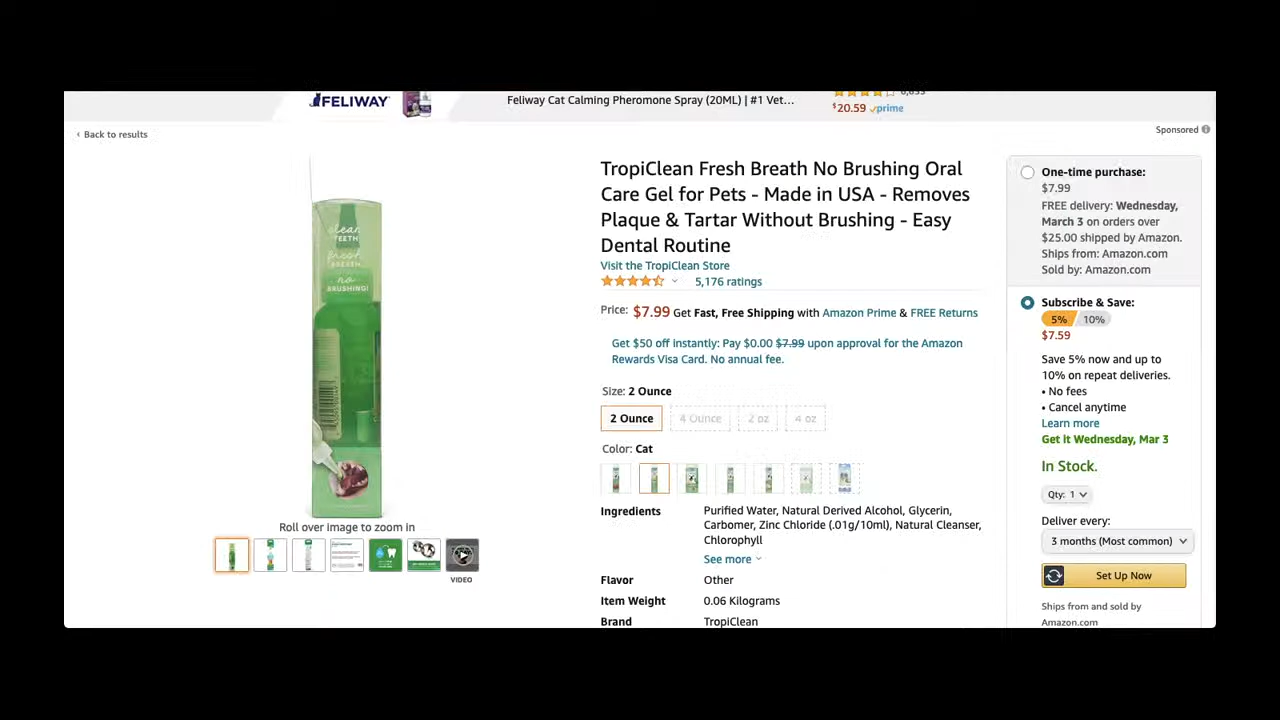 FELIWAY
Feliway Cat Calming Pheromone Spray (20ML) | #1 Vet...
$20.59 prime
‹ Back to results
Sponsored
clean
TEETH
fresh
BREATH
no
BRUSHING!
Roll over image to zoom in
VIDEO
TropiClean Fresh Breath No Brushing Oral
Care Gel for Pets - Made in USA - Removes
Plaque & Tartar Without Brushing - Easy
Dental Routine
Visit the TropiClean Store
5,176 ratings
Price: $7.99 Get Fast, Free Shipping with Amazon Prime & FREE Returns
Get $50 off instantly: Pay $0.00 $7.99 upon approval for the Amazon
Rewards Visa Card. No annual fee.
Size: 2 Ounce
2 Ounce 4 Ounce 2 oz 4 oz
Color: Cat
Ingredients Purified Water, Natural Derived Alcohol, Glycerin,
Carbomer, Zinc Chloride (.01g/10ml), Natural Cleanser,
Chlorophyll
See more
Flavor Other
Item Weight 0.06 Kilograms
Brand TropiClean
One-time purchase:
$7.99
FREE delivery: Wednesday,
March 3 on orders over
$25.00 shipped by Amazon.
Ships from: Amazon.com
Sold by: Amazon.com
Subscribe & Save:
5% 10%
$7.59
Save 5% now and up to
10% on repeat deliveries.
• No fees
• Cancel anytime
Learn more
Get it Wednesday, Mar 3
In Stock.
Qty: 1
Deliver every:
3 months (Most common)
Set Up Now
Ships from and sold by
Amazon.com